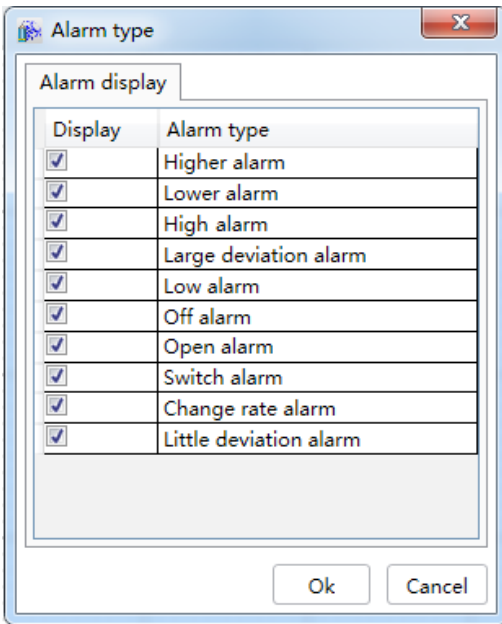 Alarm type
Alarm display
Display Alarm type
Higher alarm
Lower alarm
High alarm
Large deviation alarm
Low alarm
Off alarm
Open alarm
Switch alarm
Change rate alarm
Little deviation alarm
Ok Cancel